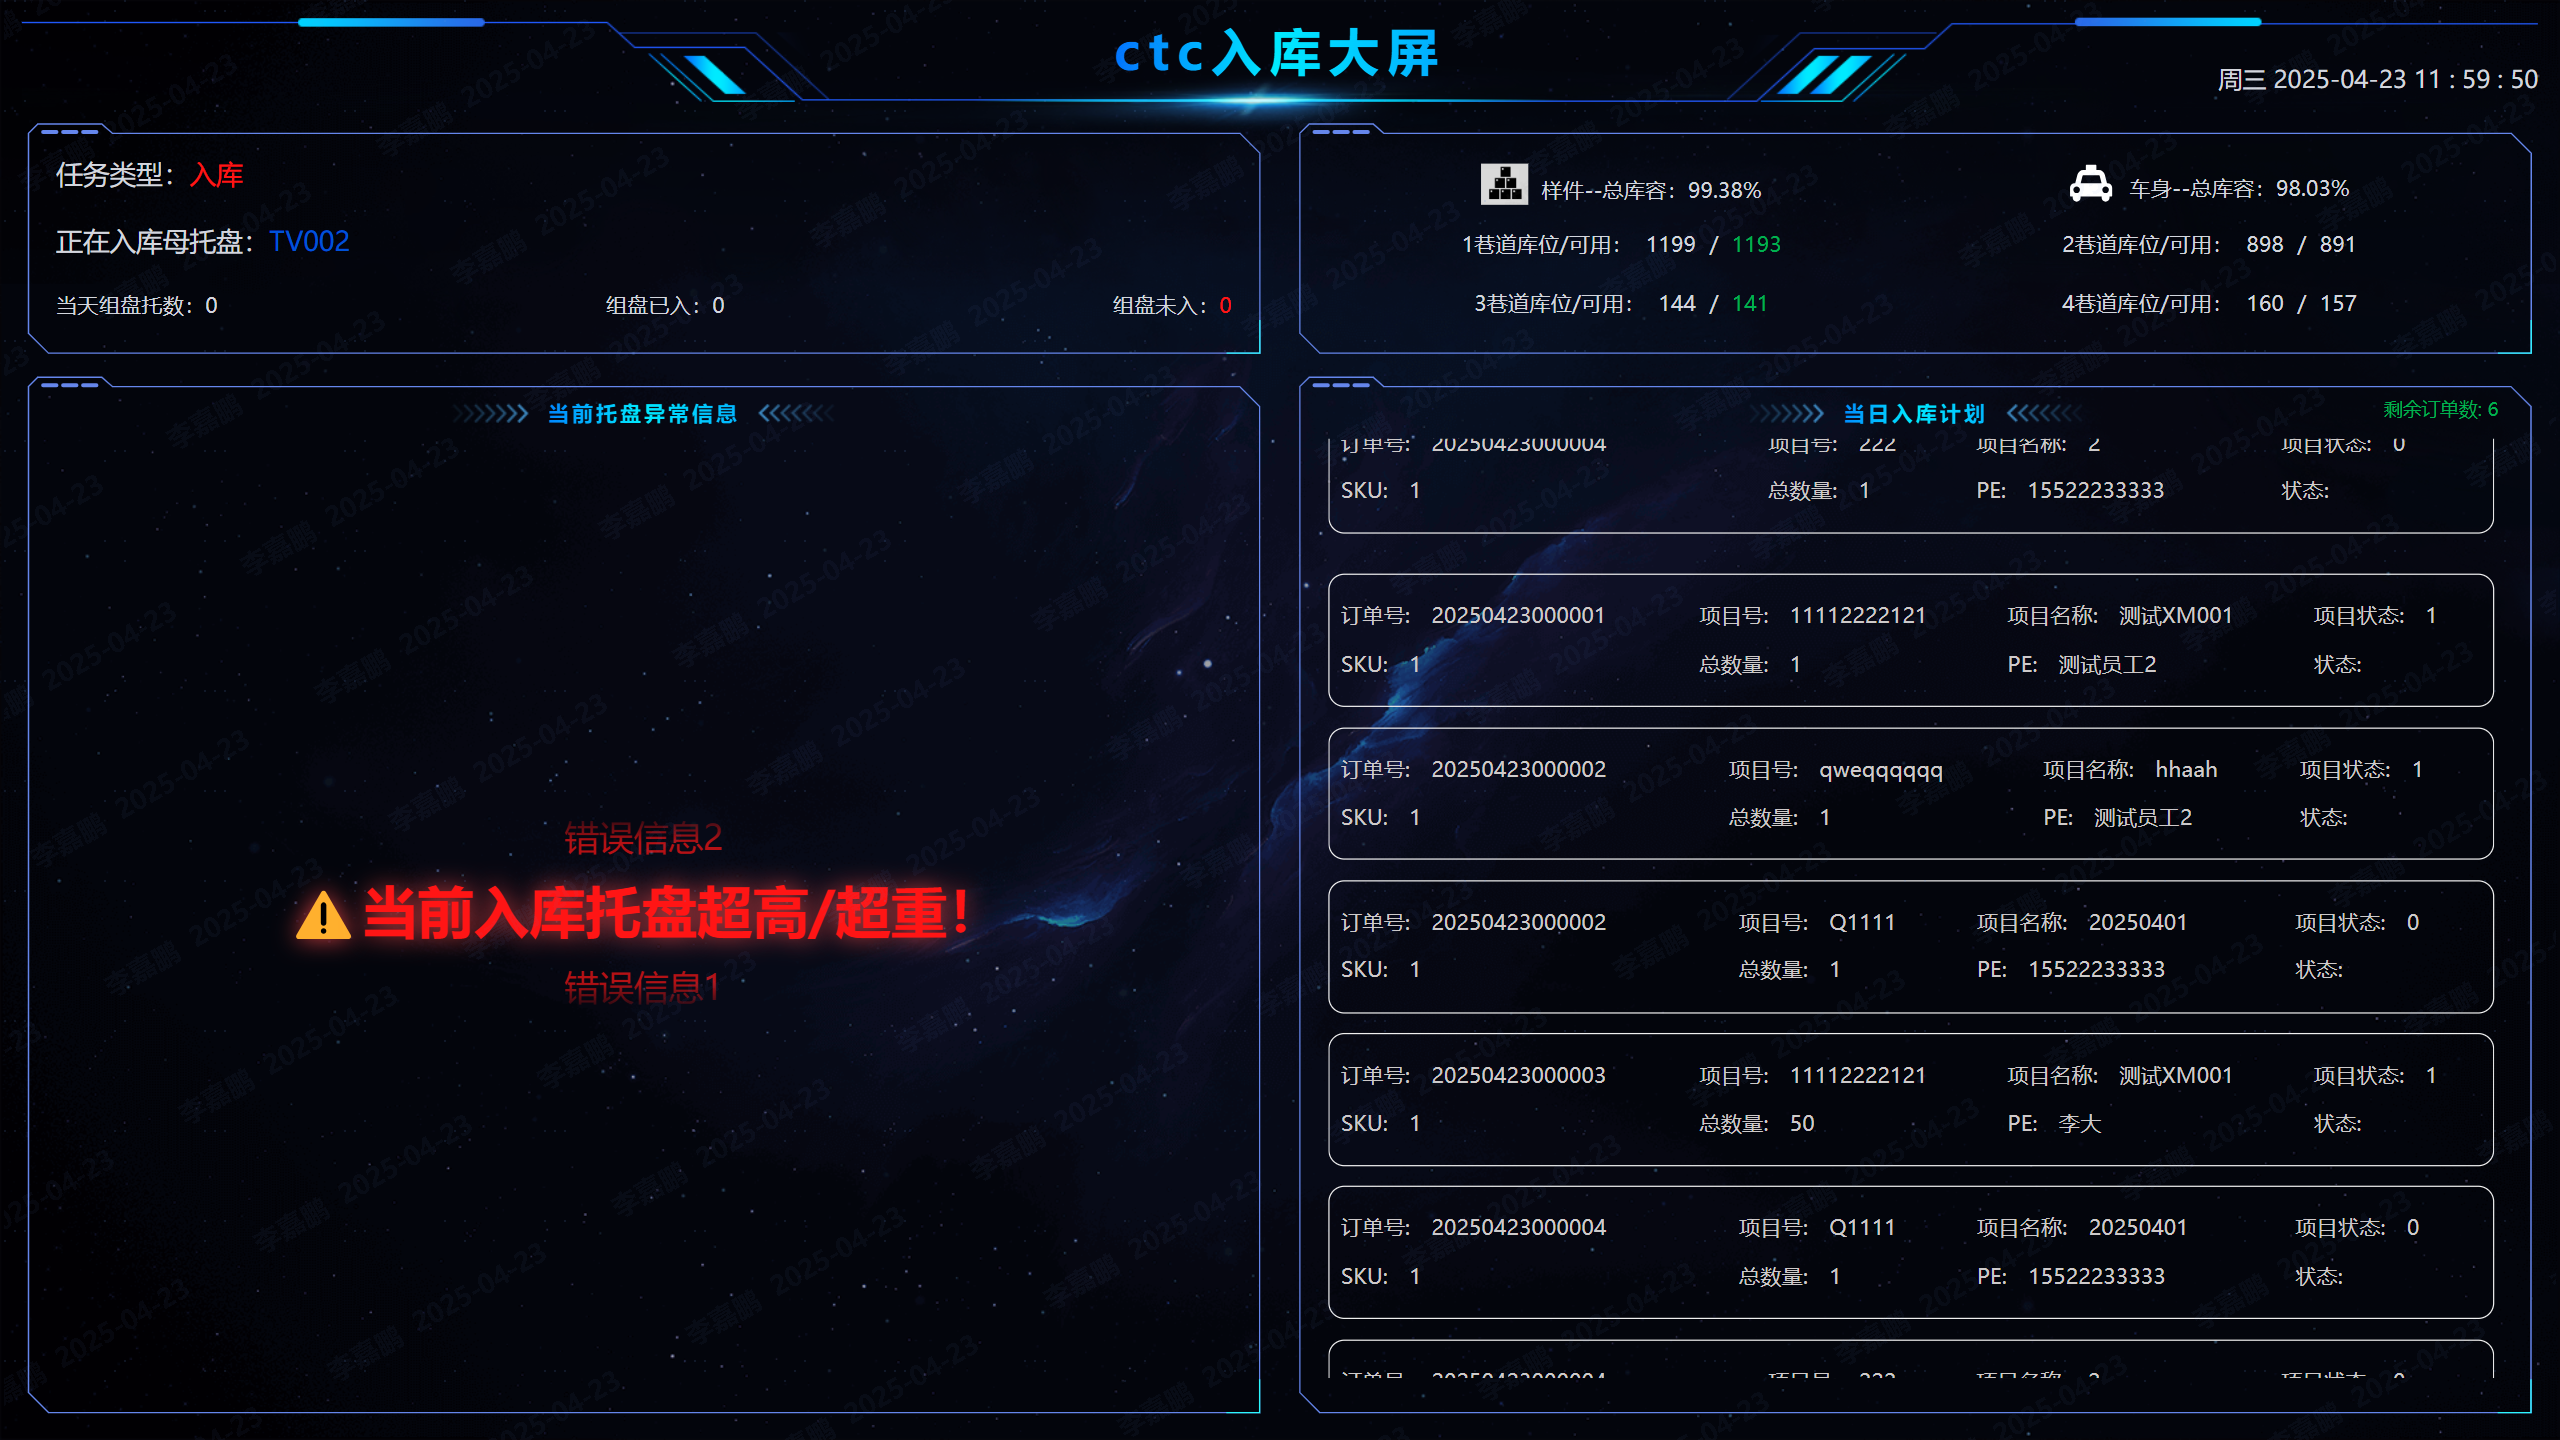 ctc入库大屏
周三 2025-04-23 11 : 59 : 50
任务类型： 入库
正在入库母托盘： TV002
当天组盘托数： 0 组盘已入： 0 组盘未入： 0
样件--总库容： 99.38%
车身--总库容： 98.03%
1巷道库位/可用： 1199 / 1193
2巷道库位/可用： 898 / 891
3巷道库位/可用： 144 / 141
4巷道库位/可用： 160 / 157
当前托盘异常信息
错误信息2
当前入库托盘超高/超重！
错误信息1
当日入库计划
剩余订单数: 6
订单号: 20250423000004 项目号: 222 项目名称: 2 项目状态: 0
SKU: 1 总数量: 1 PE: 15522233333 状态:
订单号: 20250423000001 项目号: 11112222121 项目名称: 测试XM001 项目状态: 1
SKU: 1 总数量: 1 PE: 测试员工2 状态:
订单号: 20250423000002 项目号: qweqqqqqq 项目名称: hhaah 项目状态: 1
SKU: 1 总数量: 1 PE: 测试员工2 状态:
订单号: 20250423000002 项目号: Q1111 项目名称: 20250401 项目状态: 0
SKU: 1 总数量: 1 PE: 15522233333 状态:
订单号: 20250423000003 项目号: 11112222121 项目名称: 测试XM001 项目状态: 1
SKU: 1 总数量: 50 PE: 李大 状态:
订单号: 20250423000004 项目号: Q1111 项目名称: 20250401 项目状态: 0
SKU: 1 总数量: 1 PE: 15522233333 状态:
李嘉鹏 2025-04-23